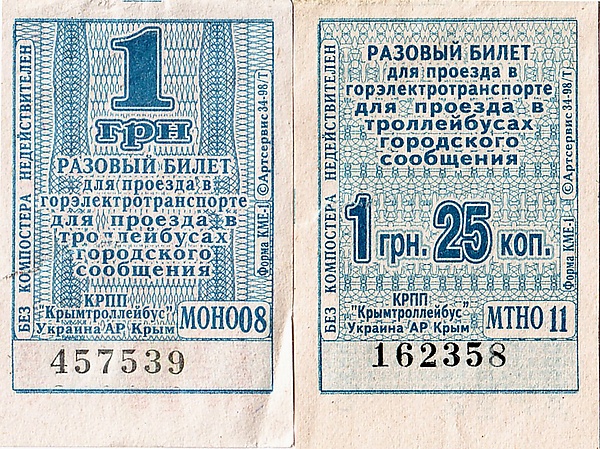 1
грн
РАЗОВЫЙ БИЛЕТ
для проезда в
горэлектротранспорте
для проезда в
троллейбусах
городского
сообщения
КРПП
"Крымтроллейбус"
Украина АР Крым
МОНО08
457539
БЕЗ КОМПОСТЕРА НЕДЕЙСТВИТЕЛЕН
Форма КМЕ-1 © Артсервис 34-98/Т
РАЗОВЫЙ БИЛЕТ
для проезда в
горэлектротранспорте
для проезда в
троллейбусах
городского
сообщения
1 грн. 25 коп.
КРПП
"Крымтроллейбус"
Украина АР Крым
МТНО 11
162358
БЕЗ КОМПОСТЕРА НЕДЕЙСТВИТЕЛЕН
Форма КМЕ-1 © Артсервис 34-98/Т